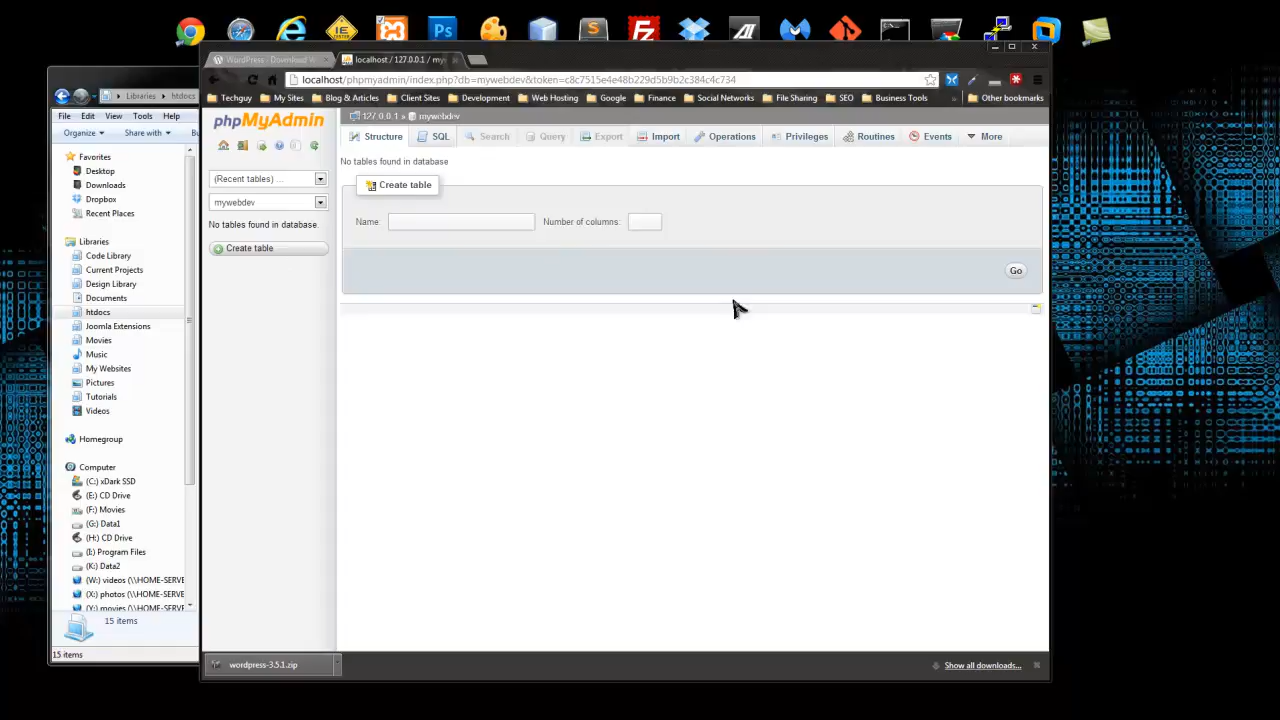 WordPress › Download W
localhost / 127.0.0.1 / my
localhost/phpmyadmin/index.php?db=mywebdev&token=c8c7515e4e48b229d5b9b2c384c4c734
Techguy My Sites Blog & Articles Client Sites Development Web Hosting Google Finance Social Networks File Sharing SEO Business Tools » Other bookmarks
Libraries ▸ htdocs
File Edit View Tools Help
Organize Share with Bu
Favorites
Desktop
Downloads
Dropbox
Recent Places
Libraries
Code Library
Current Projects
Design Library
Documents
htdocs
Joomla Extensions
Movies
Music
My Websites
Pictures
Tutorials
Videos
Homegroup
Computer
(C:) xDark SSD
(E:) CD Drive
(F:) Movies
(G:) Data1
(H:) CD Drive
(I:) Program Files
(K:) Data2
(W:) videos (\\HOME-SERVE
(X:) photos (\\HOME-SERVE
(Y:) movies (\\HOME-SERVE
15 items
15 items
phpMyAdmin
(Recent tables) ...
mywebdev
No tables found in database.
Create table
127.0.0.1 » mywebdev
Structure SQL Search Query Export Import Operations Privileges Routines Events More
No tables found in database
Create table
Name: Number of columns:
Go
wordpress-3.5.1.zip
Show all downloads...
IE
TESTER
Ps
S
FZ